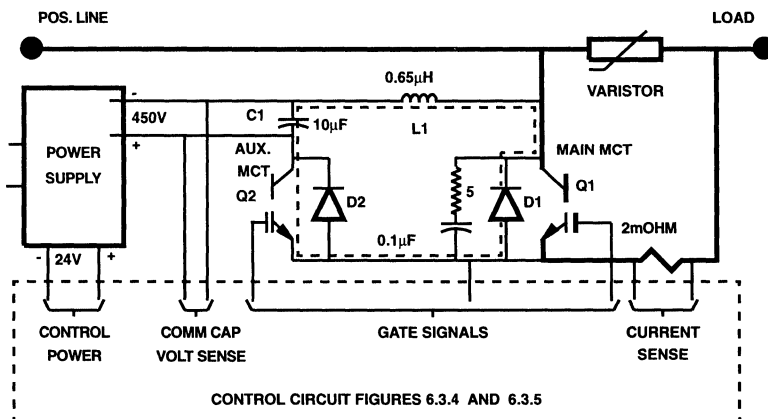 POS. LINE
LOAD
0.65μH
VARISTOR
-
450V
+
C1
10μF
L1
POWER
SUPPLY
AUX.
MCT
Q2
D2
5
0.1μF
D1
MAIN MCT
Q1
2mOHM
- 24V +
CONTROL
POWER
COMM CAP
VOLT SENSE
GATE SIGNALS
CURRENT
SENSE
CONTROL CIRCUIT FIGURES 6.3.4 AND 6.3.5